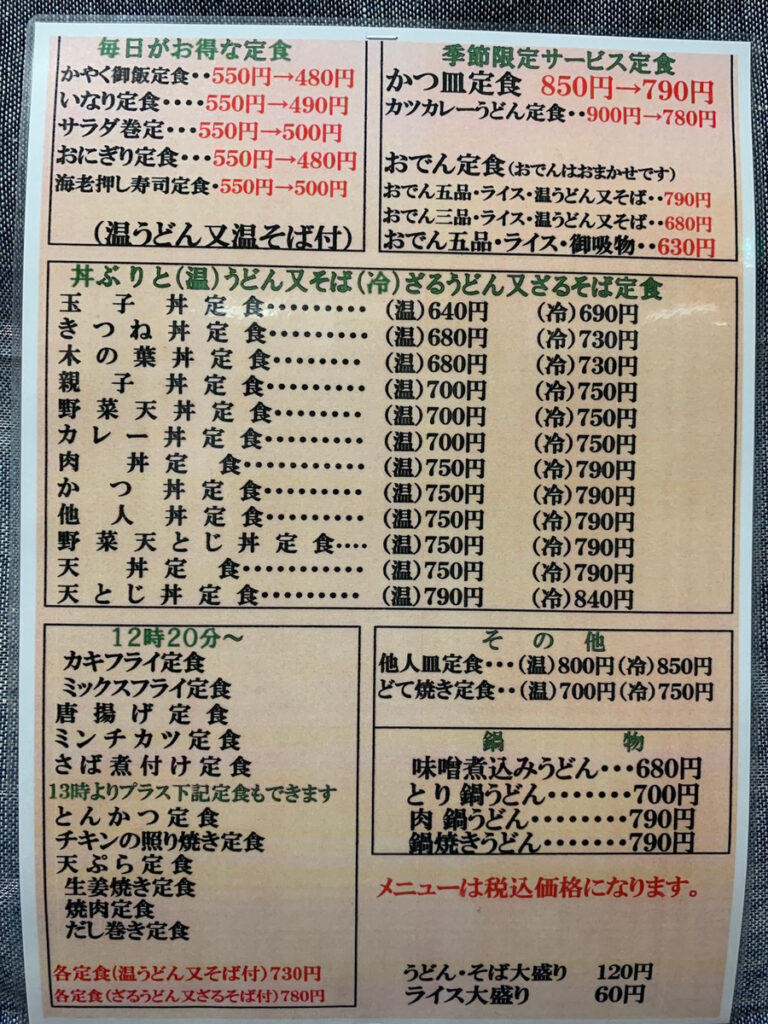 毎日がお得な定食
かやく御飯定食・・550円→480円
いなり定食・・・・550円→490円
サラダ巻定・・・550円→500円
おにぎり定食・・・550円→480円
海老押し寿司定食・550円→500円
（温うどん又温そば付）
季節限定サービス定食
かつ皿定食 850円→790円
カツカレーうどん定食・・900円→780円
おでん定食（おでんはおまかせです）
おでん五品・ライス・温うどん又そば・・790円
おでん三品・ライス・温うどん又そば・・680円
おでん五品・ライス・御吸物・・630円
丼ぶりと（温）うどん又そば（冷）ざるうどん又ざるそば定食
玉子丼定食・・・・・・・・・（温）640円 （冷）690円
きつね丼定食・・・・・・・・（温）680円 （冷）730円
木の葉丼定食・・・・・・・・（温）680円 （冷）730円
親子丼定食・・・・・・・・・（温）700円 （冷）750円
野菜天丼定食・・・・・・・・（温）700円 （冷）750円
カレー丼定食・・・・・・・・・（温）700円 （冷）750円
肉丼定食・・・・・・・・・・・（温）750円 （冷）790円
かつ丼定食・・・・・・・・・（温）750円 （冷）790円
他人丼定食・・・・・・・・・（温）750円 （冷）790円
野菜天とじ丼定食・・・・（温）750円 （冷）790円
天丼定食・・・・・・・・・・・（温）750円 （冷）790円
天とじ丼定食・・・・・・・・・（温）790円 （冷）840円
12時20分～
カキフライ定食
ミックスフライ定食
唐揚げ定食
ミンチカツ定食
さば煮付け定食
13時よりプラス下記定食もできます
とんかつ定食
チキンの照り焼き定食
天ぷら定食
生姜焼き定食
焼肉定食
だし巻き定食
各定食（温うどん又そば付）730円
各定食（ざるうどん又ざるそば付）780円
その他
他人皿定食・・・（温）800円（冷）850円
どて焼き定食・・（温）700円（冷）750円
鍋物
味噌煮込みうどん・・・680円
とり鍋うどん・・・・・・・700円
肉鍋うどん・・・・・・・・790円
鍋焼きうどん・・・・・・・790円
メニューは税込価格になります。
うどん・そば大盛り 120円
ライス大盛り 60円